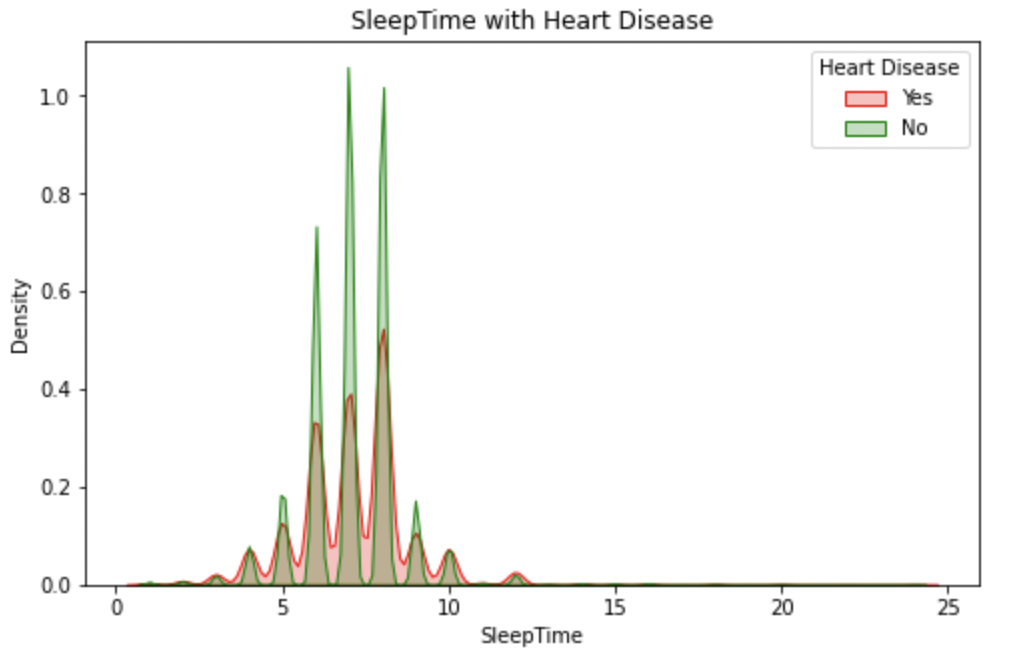 SleepTime with Heart Disease
Heart Disease
Yes
No
Density
1.0
0.8
0.6
0.4
0.2
0.0
0 5 10 15 20 25
SleepTime